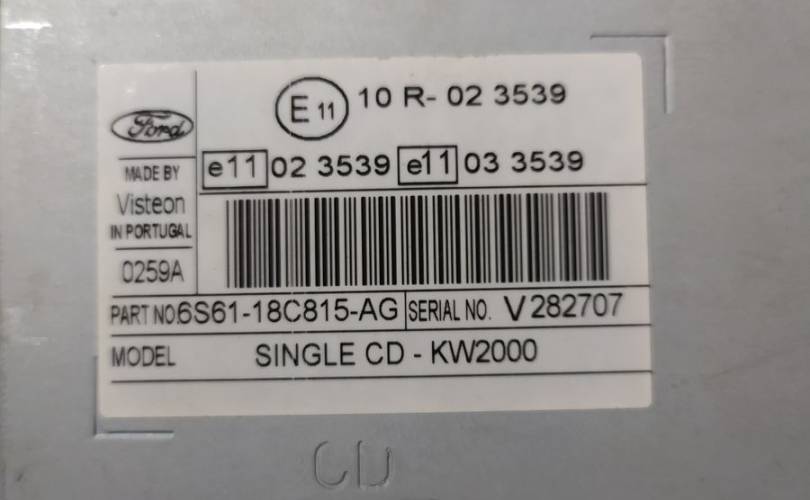 E 11 10 R- 02 3539
Ford
e11 02 3539 e11 03 3539
MADE BY
Visteon
IN PORTUGAL
0259A
PART NO.6S61-18C815-AG SERIAL NO. V282707
MODEL SINGLE CD - KW2000
CD